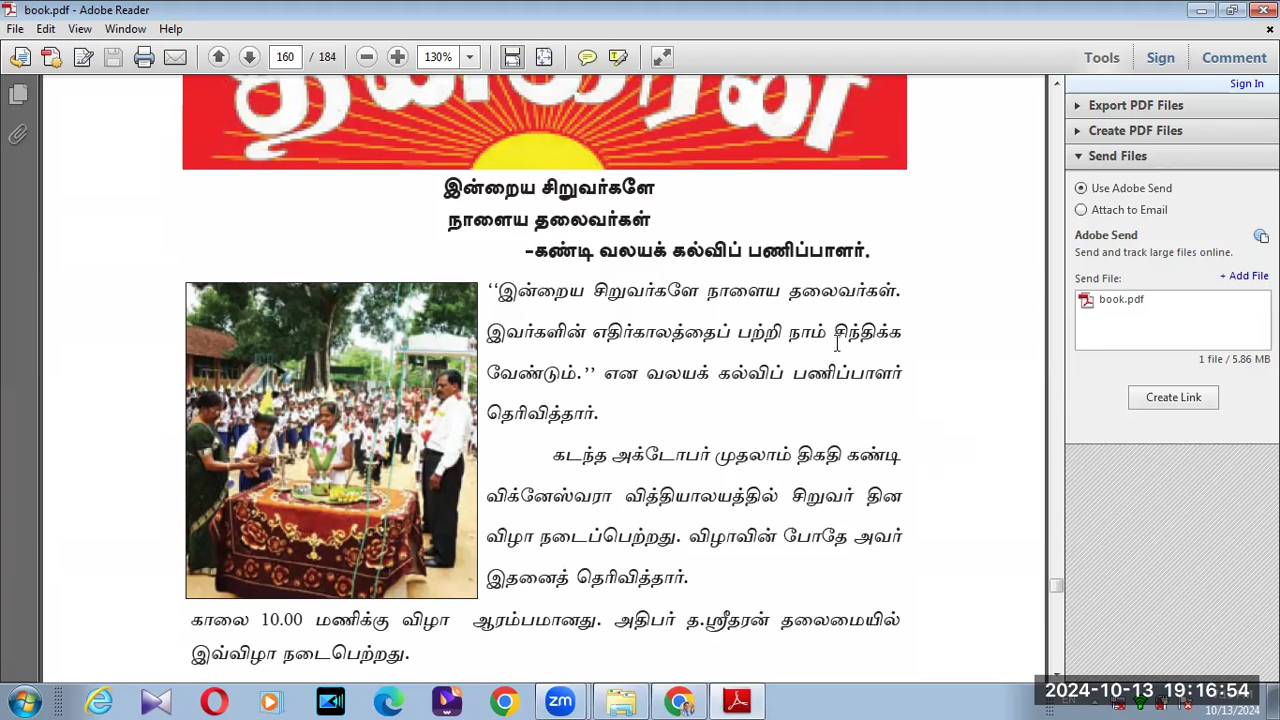 book.pdf - Adobe Reader
File Edit View Window Help
160 / 184 130% Tools Sign Comment
Sign In
Export PDF Files
Create PDF Files
Send Files
Use Adobe Send
Attach to Email
Adobe Send
Send and track large files online.
Send File: + Add File
book.pdf
1 file / 5.86 MB
Create Link
இன்றைய சிறுவர்களே
நாளைய தலைவர்கள்
-கண்டி வலயக் கல்விப் பணிப்பாளர்.
‘‘இன்றைய சிறுவர்களே நாளைய தலைவர்கள்.
இவர்களின் எதிர்காலத்தைப் பற்றி நாம் சிந்திக்க
வேண்டும்.’’ என வலயக் கல்விப் பணிப்பாளர்
தெரிவித்தார்.
கடந்த அக்டோபர் முதலாம் திகதி கண்டி
விக்னேஸ்வரா வித்தியாலயத்தில் சிறுவர் தின
விழா நடைப்பெற்றது. விழாவின் போதே அவர்
இதனைத் தெரிவித்தார்.
காலை 10.00 மணிக்கு விழா ஆரம்பமானது. அதிபர் த.ஸ்ரீதரன் தலைமையில்
இவ்விழா நடைபெற்றது.
zm
2024-10-13 19:16:54
10/13/2024